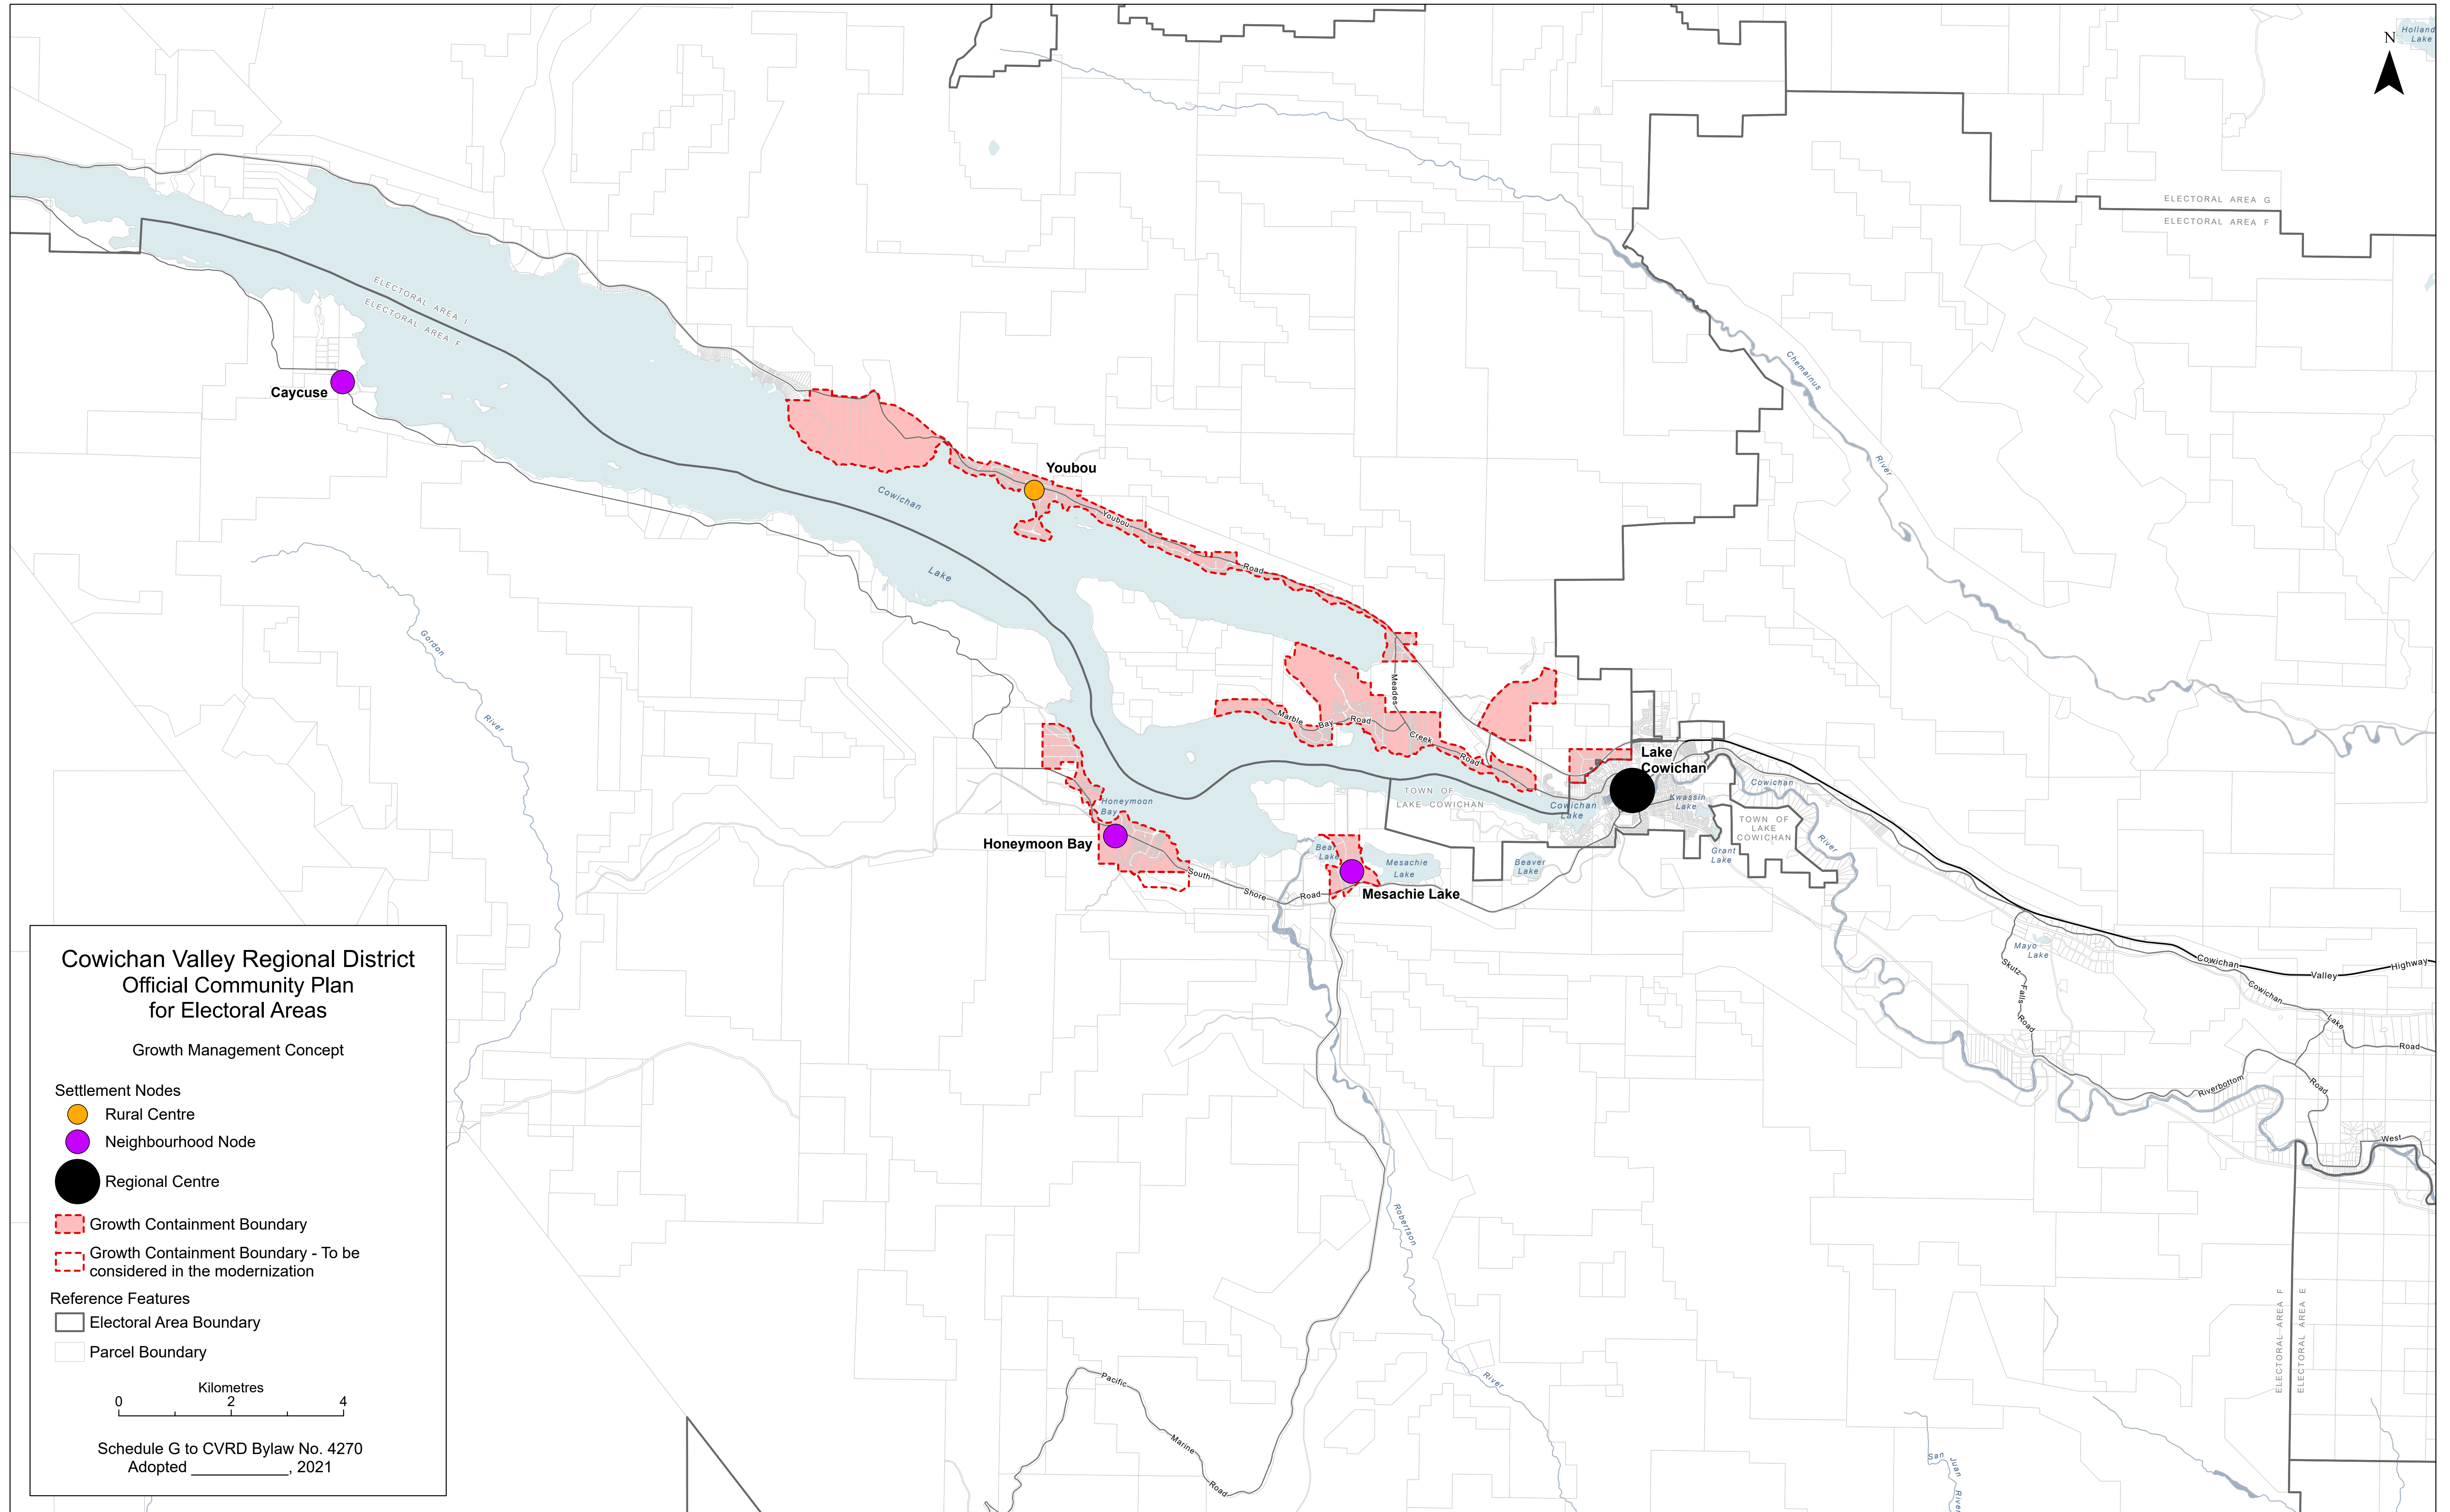 Holland
Lake
N
ELECTORAL AREA G
ELECTORAL AREA F
ELECTORAL AREA I
ELECTORAL AREA F
Caycuse
Chemainus
River
Youbou
Cowichan
Lake
Youbou
Road
Gordon
River
Meades
Creek
Road
Marble
Bay
Road
Lake
Cowichan
Honeymoon
Bay
Honeymoon Bay
TOWN OF
LAKE COWICHAN
Cowichan
Lake
Kwassin
Lake
Cowichan
River
TOWN OF
LAKE
COWICHAN
Grant
Lake
Bear
Lake
Mesachie
Lake
Beaver
Lake
Mesachie Lake
South
Shore
Road
Mayo
Lake
Skutz
Falls
Road
Cowichan
Valley
Highway
Cowichan
Lake
Road
Riverbottom
Road
West
Robertson
River
Pacific
Marine
Road
San
Juan
River
ELECTORAL AREA F
ELECTORAL AREA E
Cowichan Valley Regional District
Official Community Plan
for Electoral Areas
Growth Management Concept
Settlement Nodes
Rural Centre
Neighbourhood Node
Regional Centre
Growth Containment Boundary
Growth Containment Boundary - To be
considered in the modernization
Reference Features
Electoral Area Boundary
Parcel Boundary
Kilometres
0 2 4
Schedule G to CVRD Bylaw No. 4270
Adopted ____________, 2021